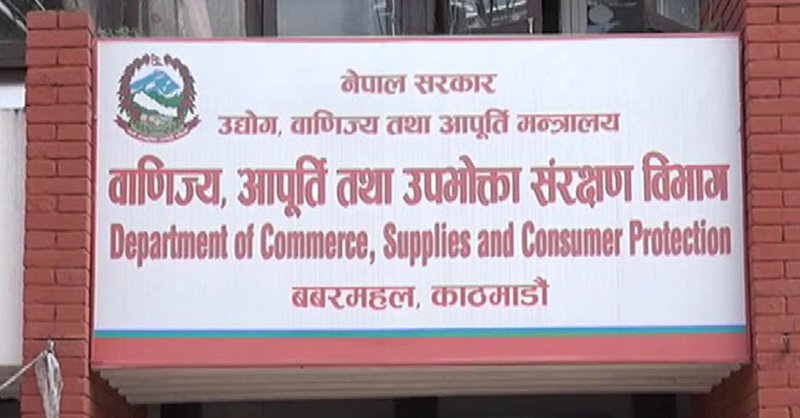 नेपाल सरकार
उद्योग, वाणिज्य तथा आपूर्ति मन्त्रालय
वाणिज्य, आपूर्ति तथा उपभोक्ता संरक्षण विभाग
Department of Commerce, Supplies and Consumer Protection
बबरमहल, काठमाडौं